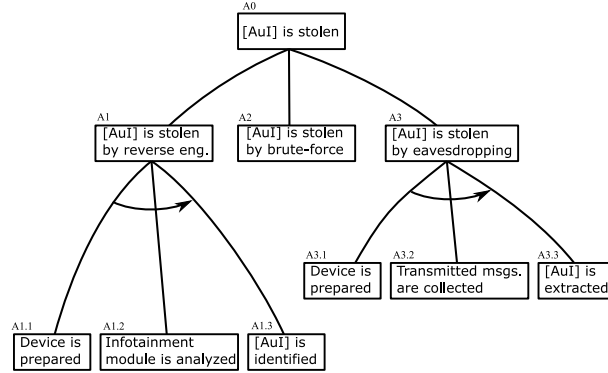 A0
[AuI] is stolen
A1
[AuI] is stolen
by reverse eng.
A2
[AuI] is stolen
by brute-force
A3
[AuI] is stolen
by eavesdropping
A3.1
Device is
prepared
A3.2
Transmitted msgs.
are collected
A3.3
[AuI] is
extracted
A1.1
Device is
prepared
A1.2
Infotainment
module is analyzed
A1.3
[AuI] is
identified